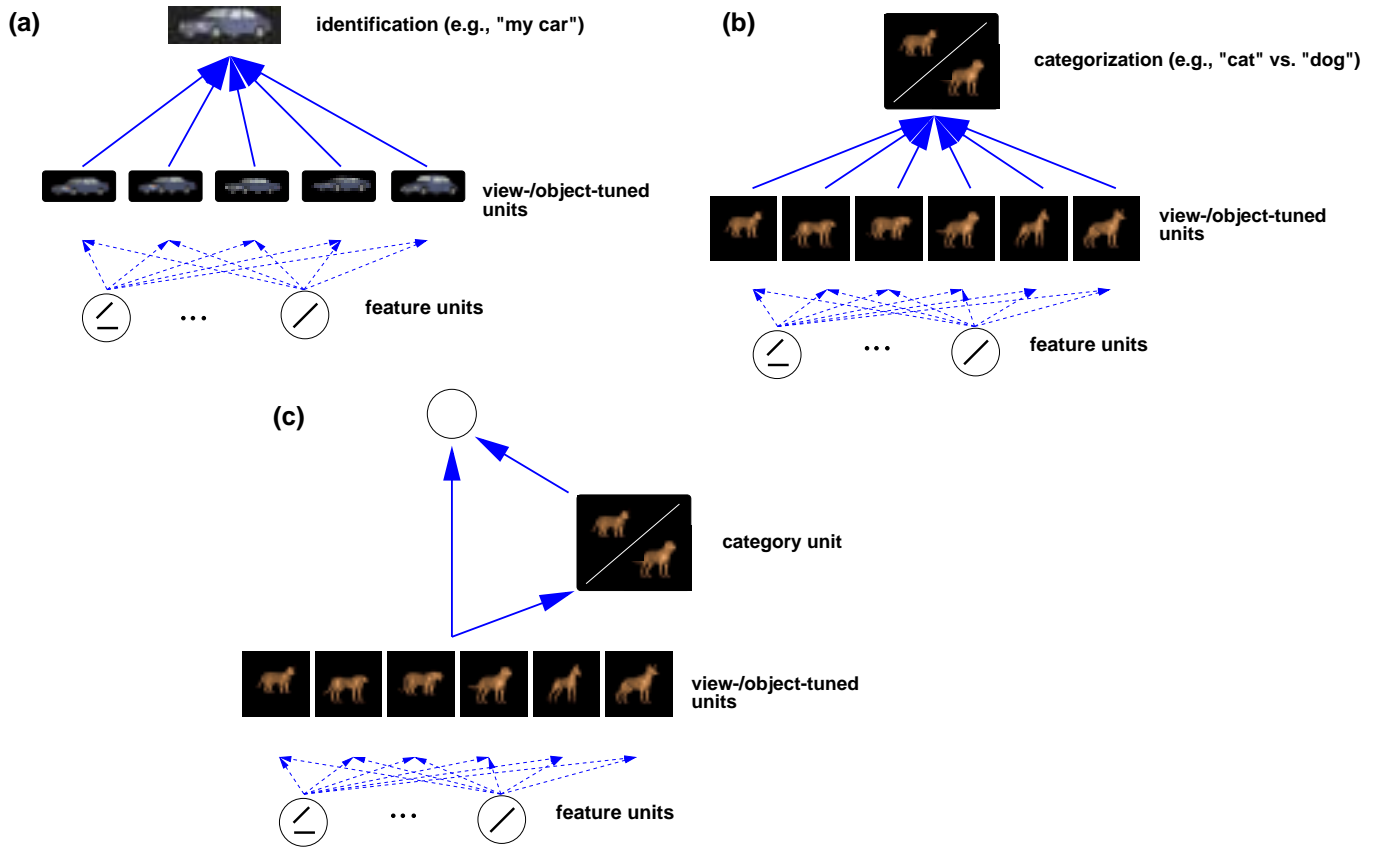 (a)
identification (e.g., "my car")
view-/object-tuned
units
...
feature units
(b)
categorization (e.g., "cat" vs. "dog")
view-/object-tuned
units
...
feature units
(c)
category unit
view-/object-tuned
units
...
feature units